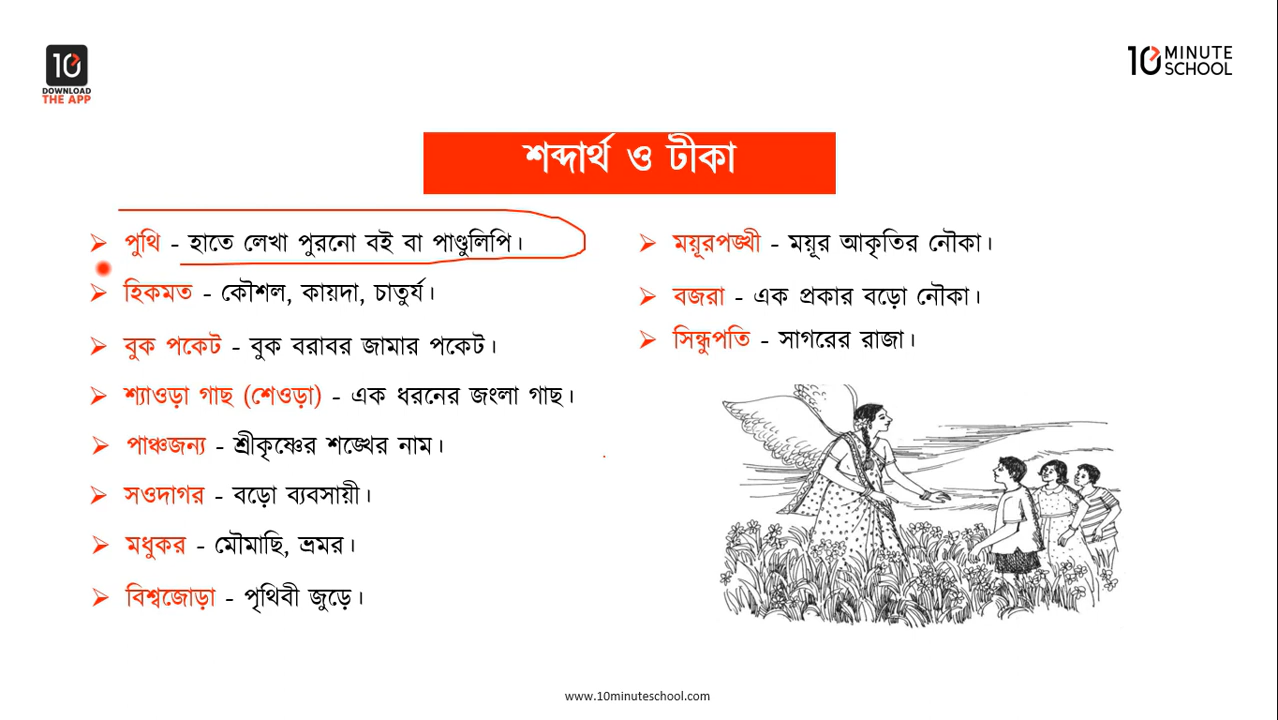 10
DOWNLOAD
THE APP
10 MINUTE
SCHOOL
শব্দার্থ ও টীকা
পুথি - হাতে লেখা পুরনো বই বা পাণ্ডুলিপি।
হিকমত - কৌশল, কায়দা, চাতুর্য।
বুক পকেট - বুক বরাবর জামার পকেট।
শ্যাওড়া গাছ (শেওড়া) - এক ধরনের জংলা গাছ।
পাঞ্চজন্য - শ্রীকৃষ্ণের শঙ্খের নাম।
সওদাগর - বড়ো ব্যবসায়ী।
মধুকর - মৌমাছি, ভ্রমর।
বিশ্বজোড়া - পৃথিবী জুড়ে।
ময়ূরপঙ্খী - ময়ূর আকৃতির নৌকা।
বজরা - এক প্রকার বড়ো নৌকা।
সিন্ধুপতি - সাগরের রাজা।
www.10minuteschool.com